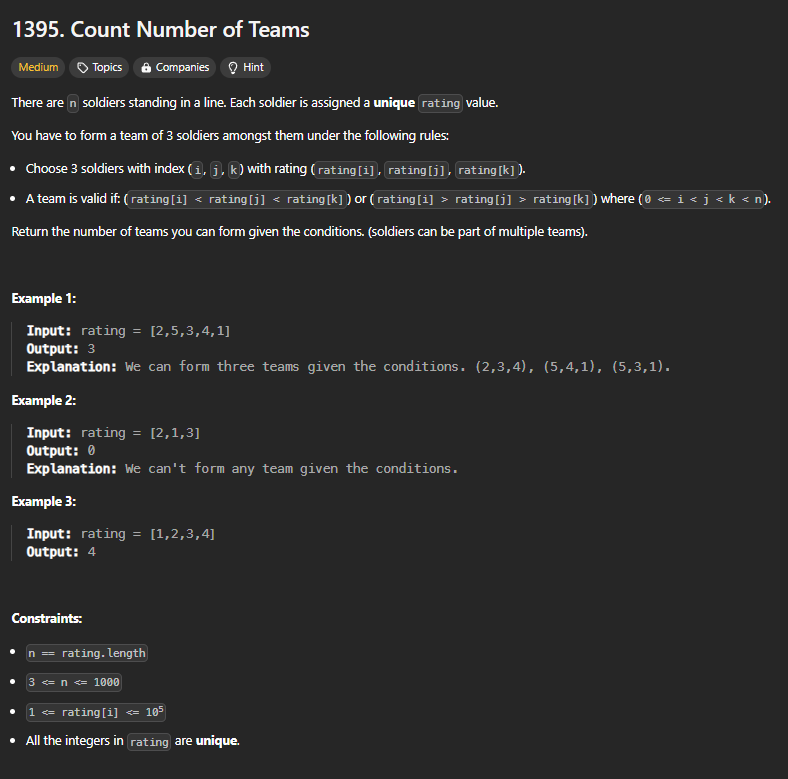 1395. Count Number of Teams
Medium Topics Companies Hint
There are n soldiers standing in a line. Each soldier is assigned a unique rating value.
You have to form a team of 3 soldiers amongst them under the following rules:
• Choose 3 soldiers with index (i, j, k) with rating (rating[i], rating[j], rating[k]).
• A team is valid if: (rating[i] < rating[j] < rating[k]) or (rating[i] > rating[j] > rating[k]) where (0 <= i < j < k < n).
Return the number of teams you can form given the conditions. (soldiers can be part of multiple teams).
Example 1:
Input: rating = [2,5,3,4,1]
Output: 3
Explanation: We can form three teams given the conditions. (2,3,4), (5,4,1), (5,3,1).
Example 2:
Input: rating = [2,1,3]
Output: 0
Explanation: We can't form any team given the conditions.
Example 3:
Input: rating = [1,2,3,4]
Output: 4
Constraints:
• n == rating.length
• 3 <= n <= 1000
• 1 <= rating[i] <= 10⁵
• All the integers in rating are unique.